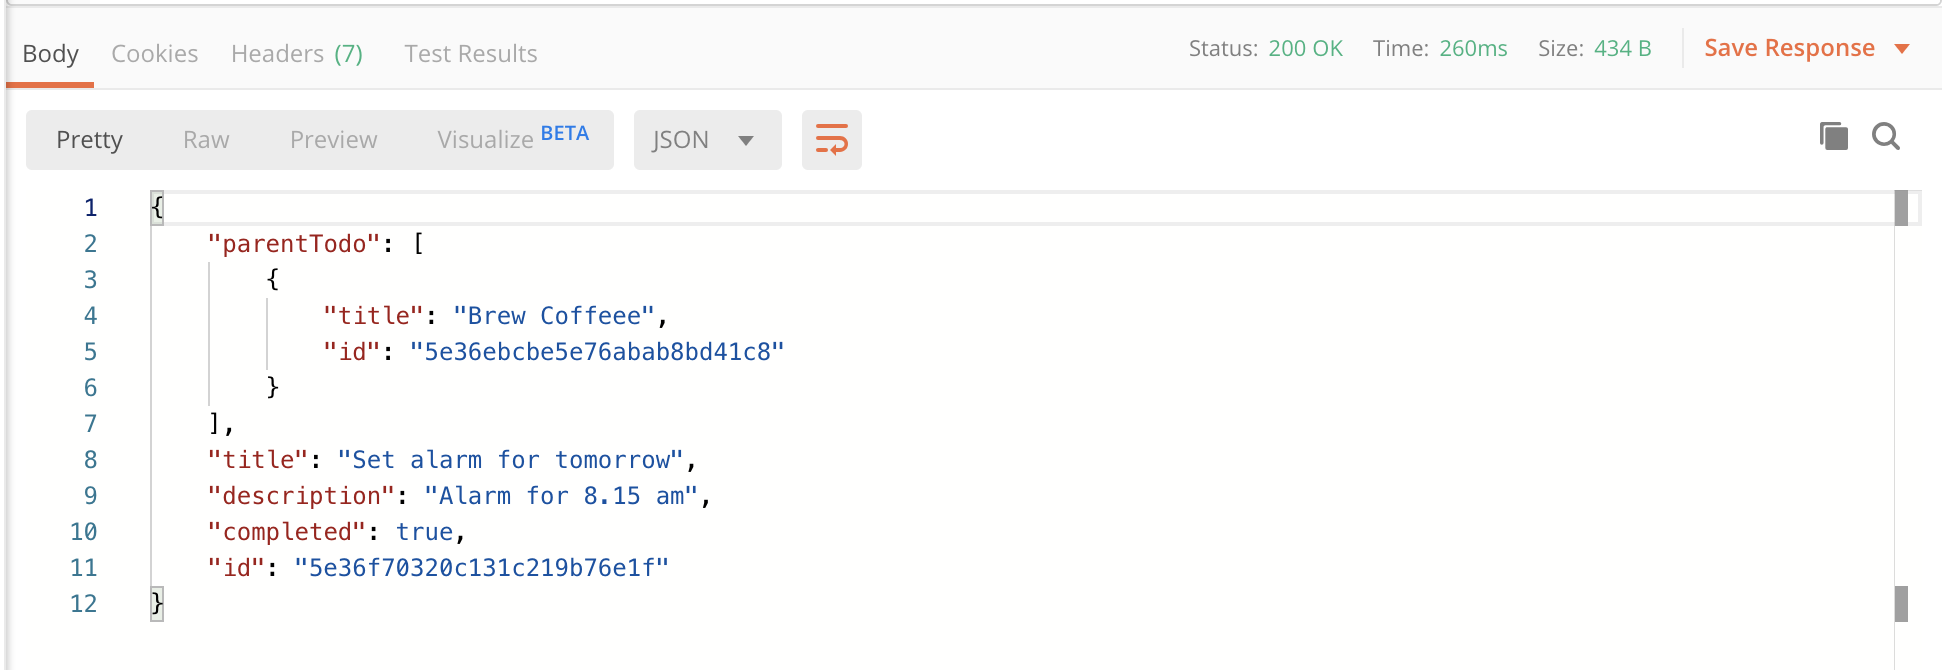 Body Cookies Headers (7) Test Results Status: 200 OK Time: 260ms Size: 434 B Save Response
Pretty Raw Preview Visualize BETA JSON
1 {
2 "parentTodo": [
3 {
4 "title": "Brew Coffeee",
5 "id": "5e36ebcbe5e76abab8bd41c8"
6 }
7 ],
8 "title": "Set alarm for tomorrow",
9 "description": "Alarm for 8.15 am",
10 "completed": true,
11 "id": "5e36f70320c131c219b76e1f"
12 }